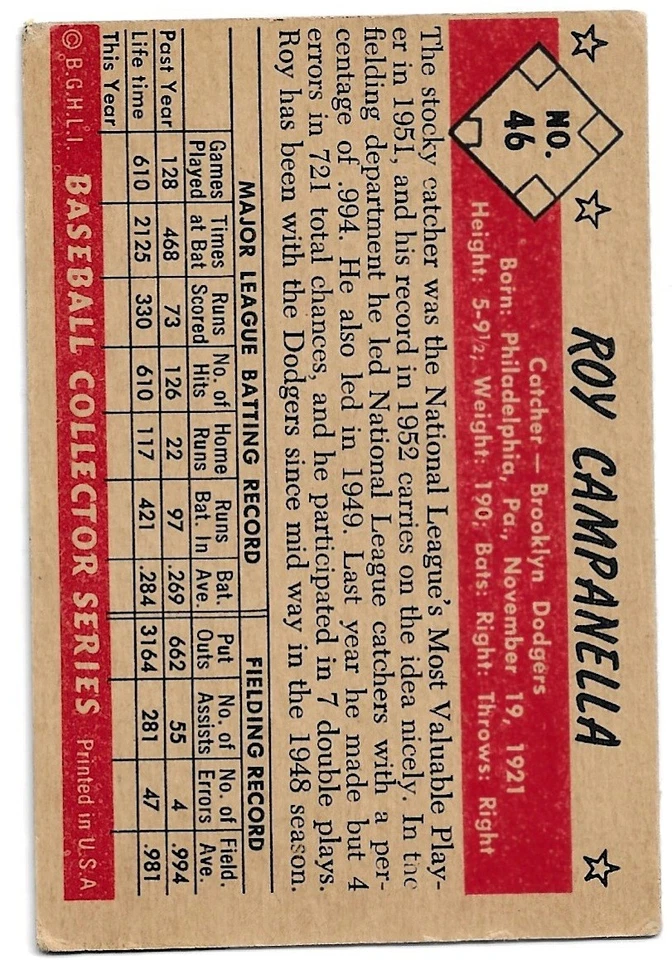 NO.
46
ROY CAMPANELLA
Catcher — Brooklyn Dodgers
Born: Philadelphia, Pa., November 19, 1921
Height: 5-9½; Weight: 190; Bats: Right: Throws: Right
The stocky catcher was the National League's Most Valuable Play-
er in 1951, and his record in 1952 carries on the idea nicely. In the
fielding department he led National League catchers with a per-
centage of .994. He also led in 1949. Last year he made but 4
errors in 721 total chances, and he participated in 7 double plays.
Roy has been with the Dodgers since mid way in the 1948 season.
MAJOR LEAGUE BATTING RECORD FIELDING RECORD
Games Times Runs No. of Home Runs Bat. Put No. of No. of Field.
Played at Bat Scored Hits Runs Bat. In Ave. Outs Assists Errors Ave.
Past Year 128 468 73 126 22 97 .269 662 55 4 .994
Life time 610 2125 330 610 117 421 .284 3164 281 47 .981
This Year
© B.G.H.L.I. BASEBALL COLLECTOR SERIES Printed in U.S.A